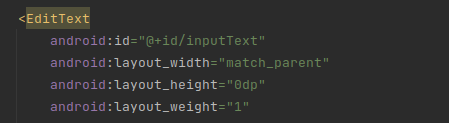 <EditText
android:id="@+id/inputText"
android:layout_width="match_parent"
android:layout_height="0dp"
android:layout_weight="1"